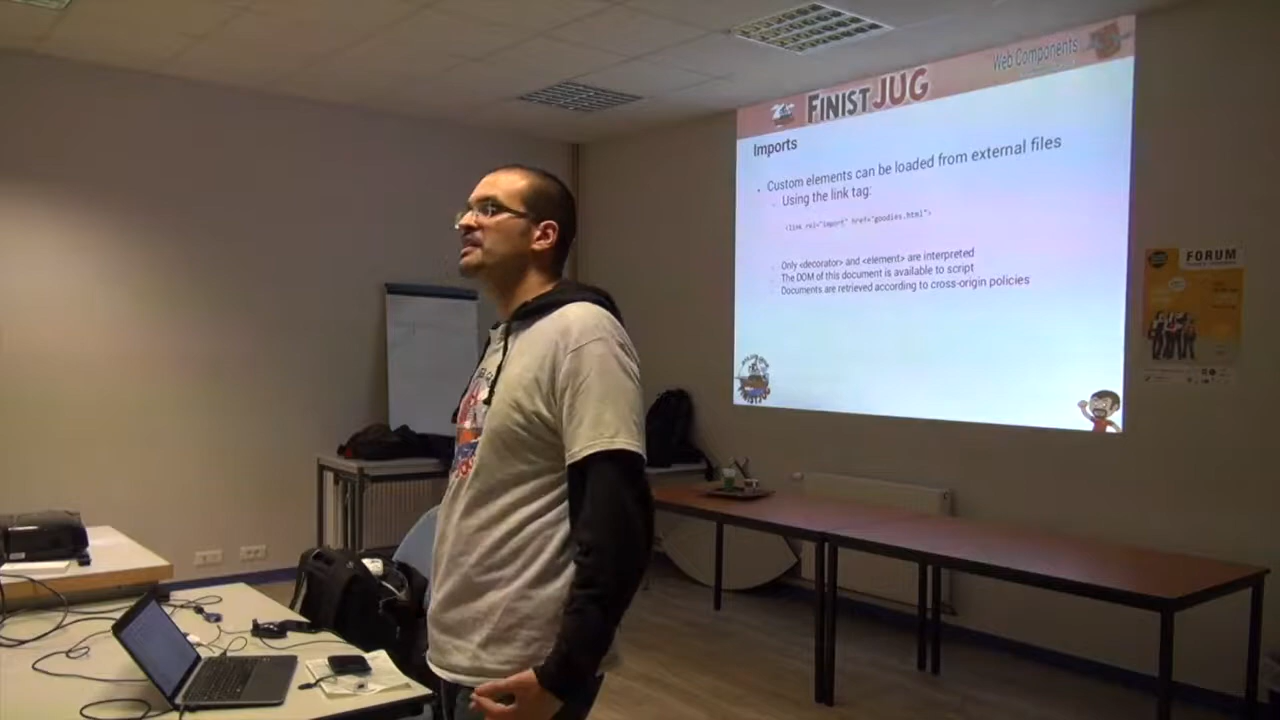 FINISTJUG
Web Components
Imports
Custom elements can be loaded from external files
Using the link tag:
<link rel="import" href="goodies.html">
Only <decorator> and <element> are interpreted
The DOM of this document is available to script
Documents are retrieved according to cross-origin policies
FORUM